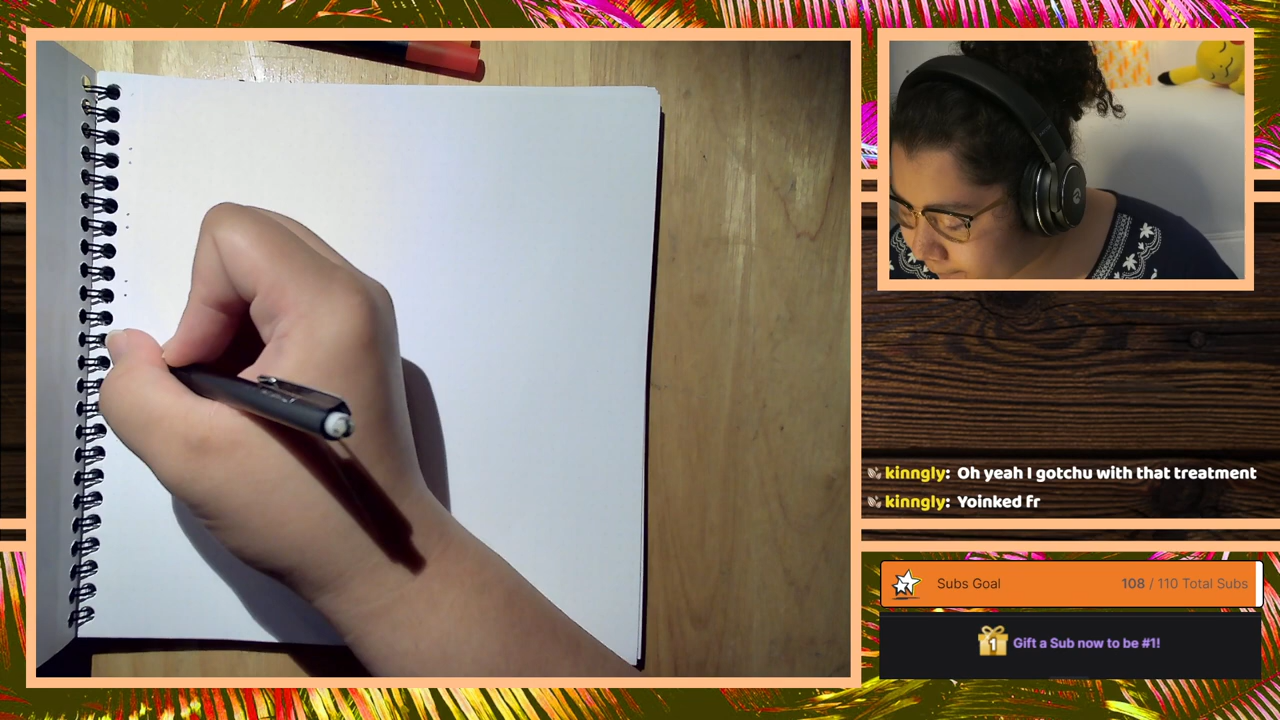 kinngly: Oh yeah I gotchu with that treatment
kinngly: Yoinked fr
Subs Goal 108 / 110 Total Subs
1 Gift a Sub now to be #1!